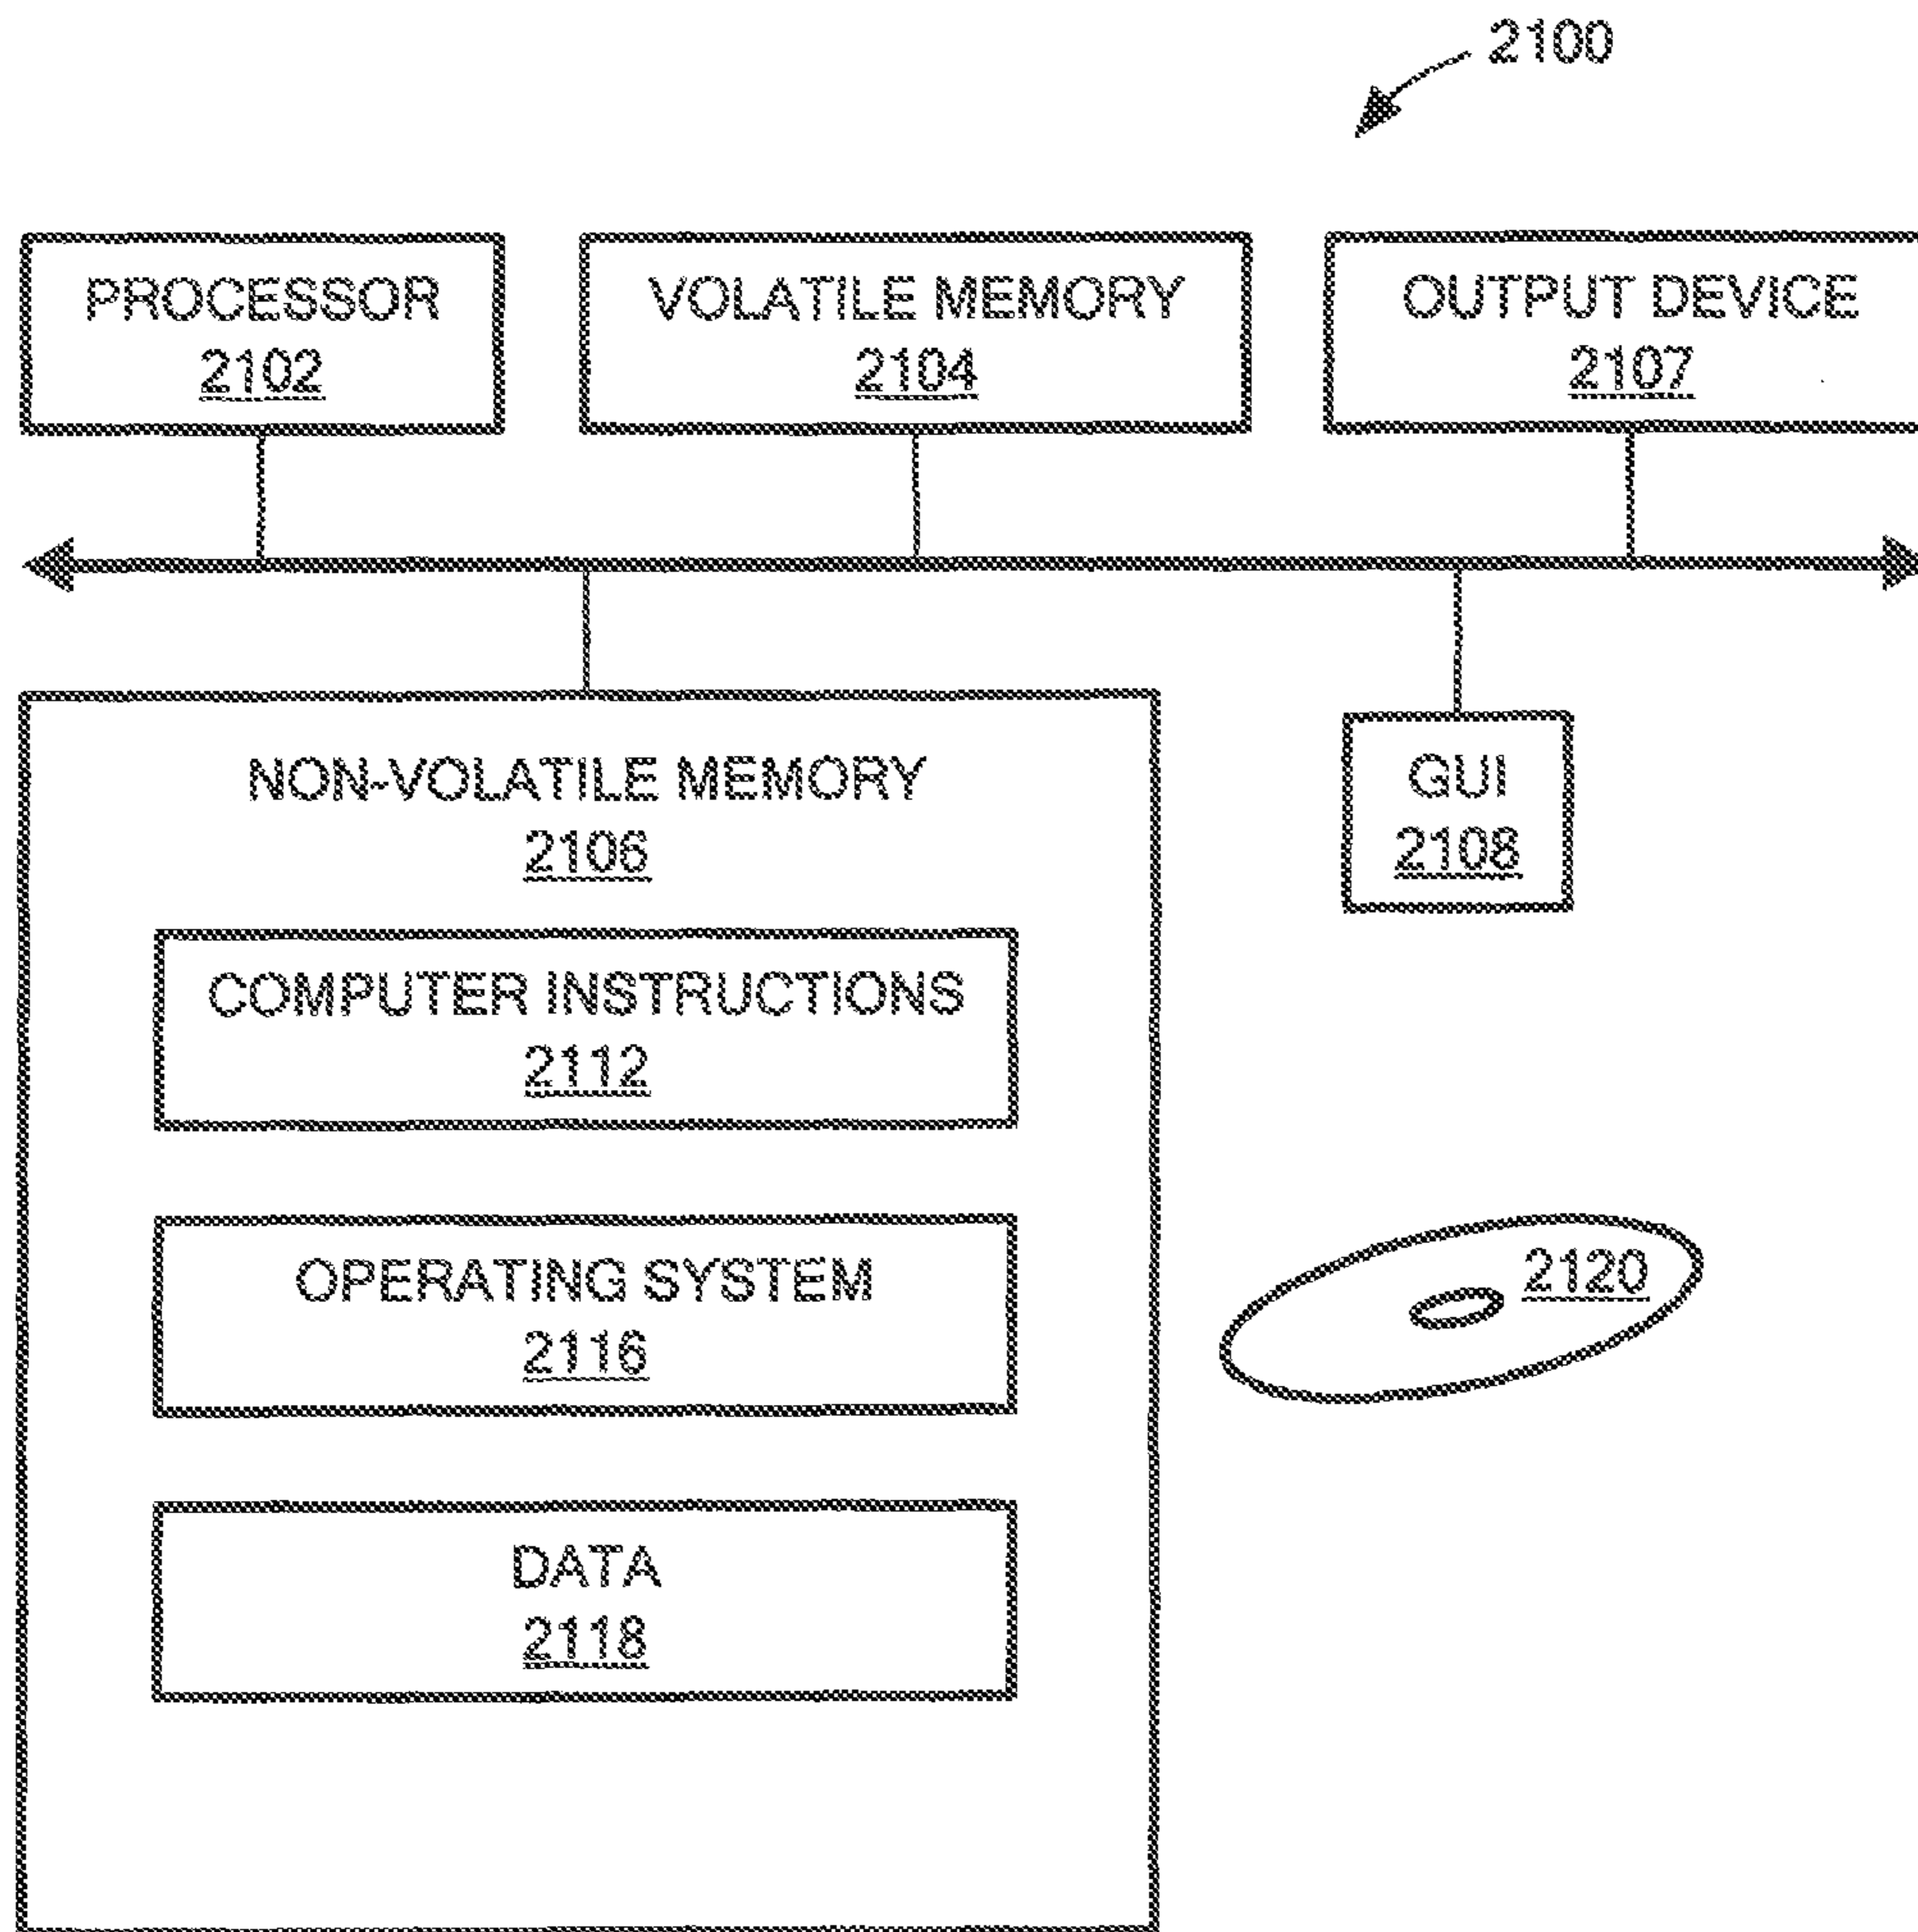 2100
PROCESSOR
2102
VOLATILE MEMORY
2104
OUTPUT DEVICE
2107
NON-VOLATILE MEMORY
2106
GUI
2108
COMPUTER INSTRUCTIONS
2112
OPERATING SYSTEM
2116
2120
DATA
2118